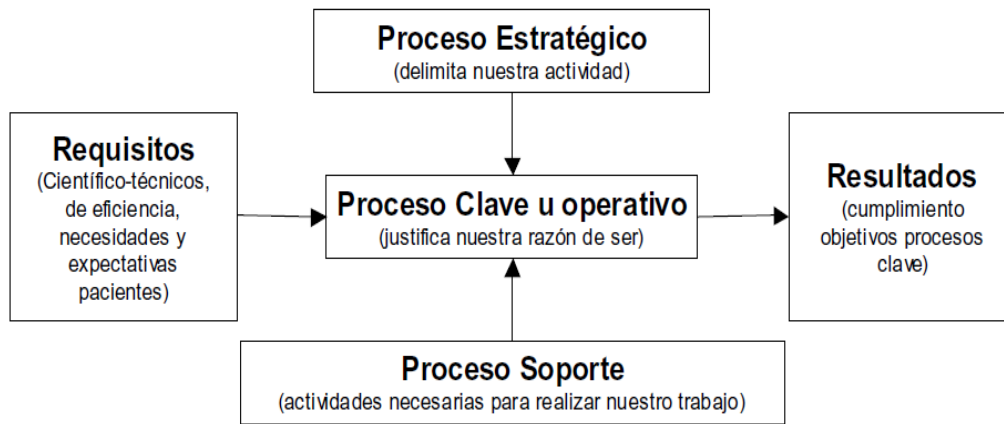 Proceso Estratégico
(delimita nuestra actividad)
Requisitos
(Científico-técnicos,
de eficiencia,
necesidades y
expectativas
pacientes)
Proceso Clave u operativo
(justifica nuestra razón de ser)
Resultados
(cumplimiento
objetivos procesos
clave)
Proceso Soporte
(actividades necesarias para realizar nuestro trabajo)